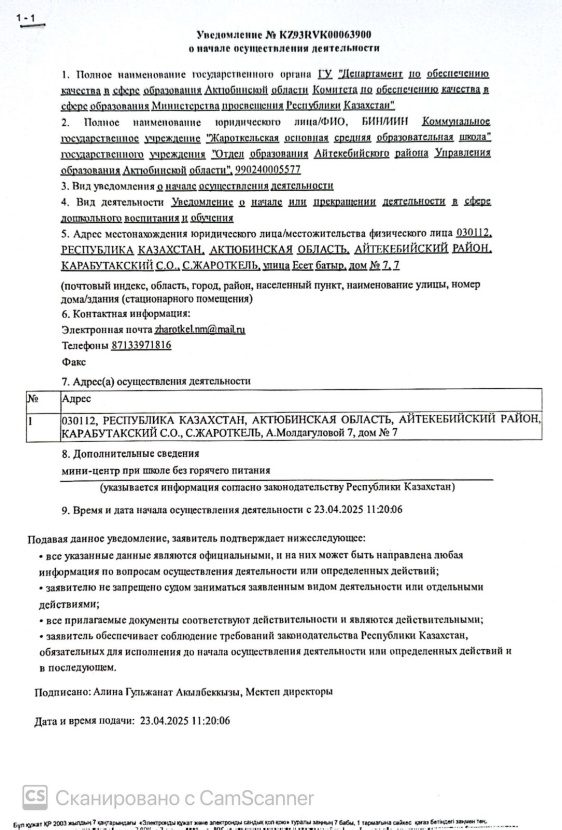 1 - 1
Уведомление № KZ93RVK00063900
о начале осуществления деятельности
1. Полное наименование государственного органа ГУ "Департамент по обеспечению
качества в сфере образования Актюбинской области Комитета по обеспечению качества в
сфере образования Министерства просвещения Республики Казахстан"
2. Полное наименование юридического лица/ФИО, БИН/ИИН Коммунальное
государственное учреждение "Жароткельская основная средняя образовательная школа"
государственного учреждения "Отдел образования Айтекебийского района Управления
образования Актюбинской области", 990240005577
3. Вид уведомления о начале осуществления деятельности
4. Вид деятельности Уведомление о начале или прекращении деятельности в сфере
дошкольного воспитания и обучения
5. Адрес местонахождения юридического лица/местожительства физического лица 030112,
РЕСПУБЛИКА КАЗАХСТАН, АКТЮБИНСКАЯ ОБЛАСТЬ, АЙТЕКЕБИЙСКИЙ РАЙОН,
КАРАБУТАКСКИЙ С.О., С.ЖАРОТКЕЛЬ, улица Есет батыр, дом № 7, 7
(почтовый индекс, область, город, район, населенный пункт, наименование улицы, номер
дома/здания (стационарного помещения)
6. Контактная информация:
Электронная почта zharotkel.nm@mail.ru
Телефоны 87133971816
Факс
7. Адрес(а) осуществления деятельности
№ Адрес
1 030112, РЕСПУБЛИКА КАЗАХСТАН, АКТЮБИНСКАЯ ОБЛАСТЬ, АЙТЕКЕБИЙСКИЙ РАЙОН,
КАРАБУТАКСКИЙ С.О., С.ЖАРОТКЕЛЬ, А.Молдагуловой 7, дом № 7
8. Дополнительные сведения
мини-центр при школе без горячего питания
(указывается информация согласно законодательству Республики Казахстан)
9. Время и дата начала осуществления деятельности с 23.04.2025 11:20:06
Подавая данное уведомление, заявитель подтверждает нижеследующее:
• все указанные данные являются официальными, и на них может быть направлена любая
информация по вопросам осуществления деятельности или определенных действий;
• заявителю не запрещено судом заниматься заявленным видом деятельности или отдельными
действиями;
• все прилагаемые документы соответствуют действительности и являются действительными;
• заявитель обеспечивает соблюдение требований законодательства Республики Казахстан,
обязательных для исполнения до начала осуществления деятельности или определенных действий и
в последующем.
Подписано: Алина Гульжанат Акылбеккызы, Мектеп директоры
Дата и время подачи: 23.04.2025 11:20:06
CS Сканировано с CamScanner
Бұл құжат ҚР 2003 жылдың 7 қаңтарындағы «Электронды құжат және электронды сандық қол қою» туралы заңның 7 бабы, 1 тармағына сәйкес қағаз бетіндегі заңмен тең.